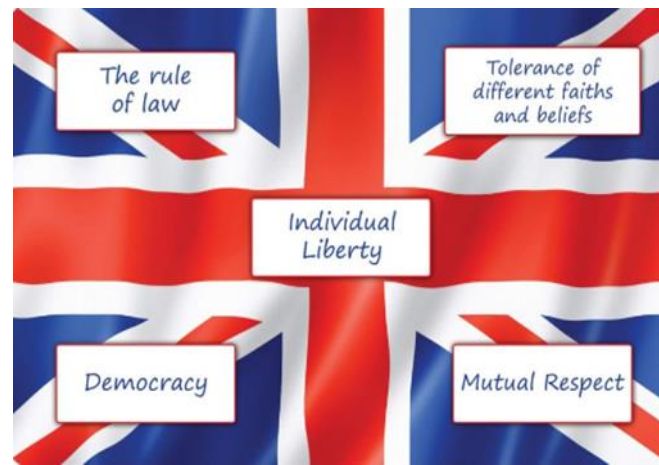 The rule
of law
Tolerance of
different faiths
and beliefs
Individual
Liberty
Democracy
Mutual Respect